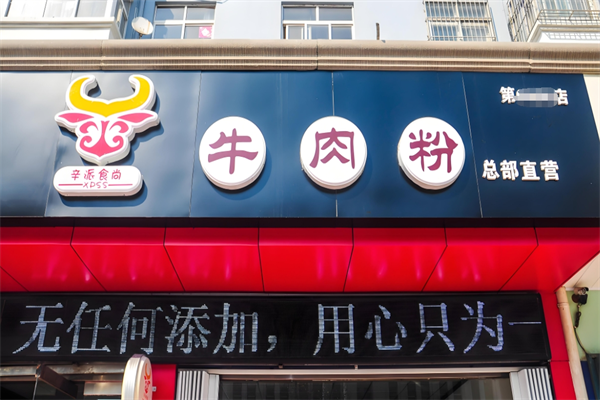 第店
牛肉粉
总部直营
辛派食尚
XPSS
无任何添加，用心只为一